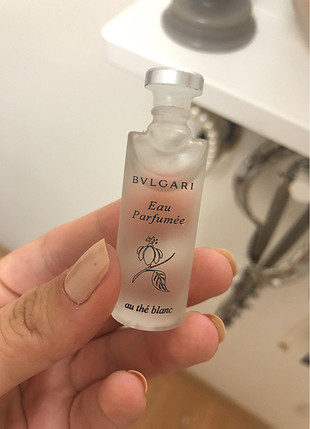 BVLGARI
Eau
Parfumée
au thé blanc